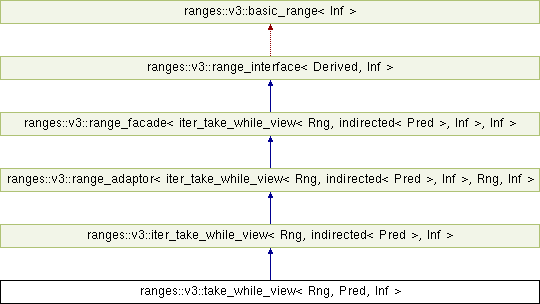 ranges::v3::basic_range< Inf >
ranges::v3::range_interface< Derived, Inf >
ranges::v3::range_facade< iter_take_while_view< Rng, indirected< Pred >, Inf >, Inf >
ranges::v3::range_adaptor< iter_take_while_view< Rng, indirected< Pred >, Inf >, Rng, Inf >
ranges::v3::iter_take_while_view< Rng, indirected< Pred >, Inf >
ranges::v3::take_while_view< Rng, Pred, Inf >